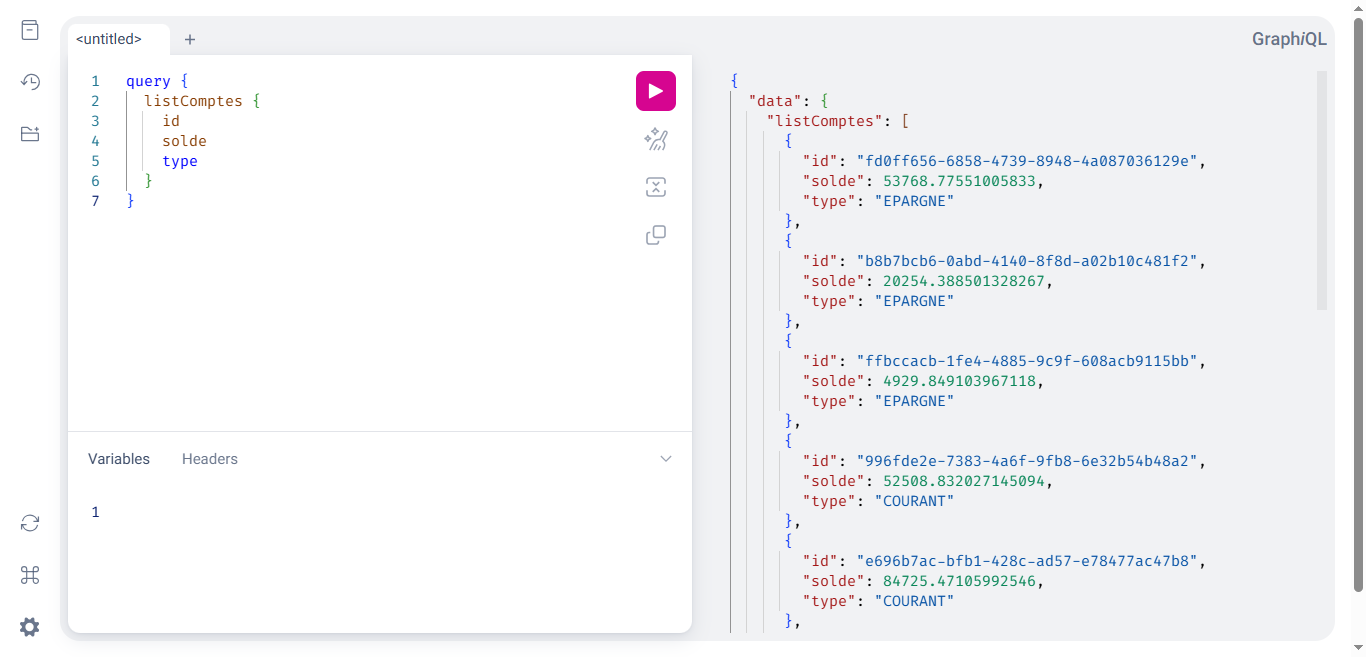 <untitled>
GraphiQL
1 query {
2 listComptes {
3 id
4 solde
5 type
6 }
7 }
Variables Headers
1
{
"data": {
"listComptes": [
{
"id": "fd0ff656-6858-4739-8948-4a087036129e",
"solde": 53768.77551005833,
"type": "EPARGNE"
},
{
"id": "b8b7bcb6-0abd-4140-8f8d-a02b10c481f2",
"solde": 20254.388501328267,
"type": "EPARGNE"
},
{
"id": "ffbccacb-1fe4-4885-9c9f-608acb9115bb",
"solde": 4929.849103967118,
"type": "EPARGNE"
},
{
"id": "996fde2e-7383-4a6f-9fb8-6e32b54b48a2",
"solde": 52508.832027145094,
"type": "COURANT"
},
{
"id": "e696b7ac-bfb1-428c-ad57-e78477ac47b8",
"solde": 84725.47105992546,
"type": "COURANT"
},